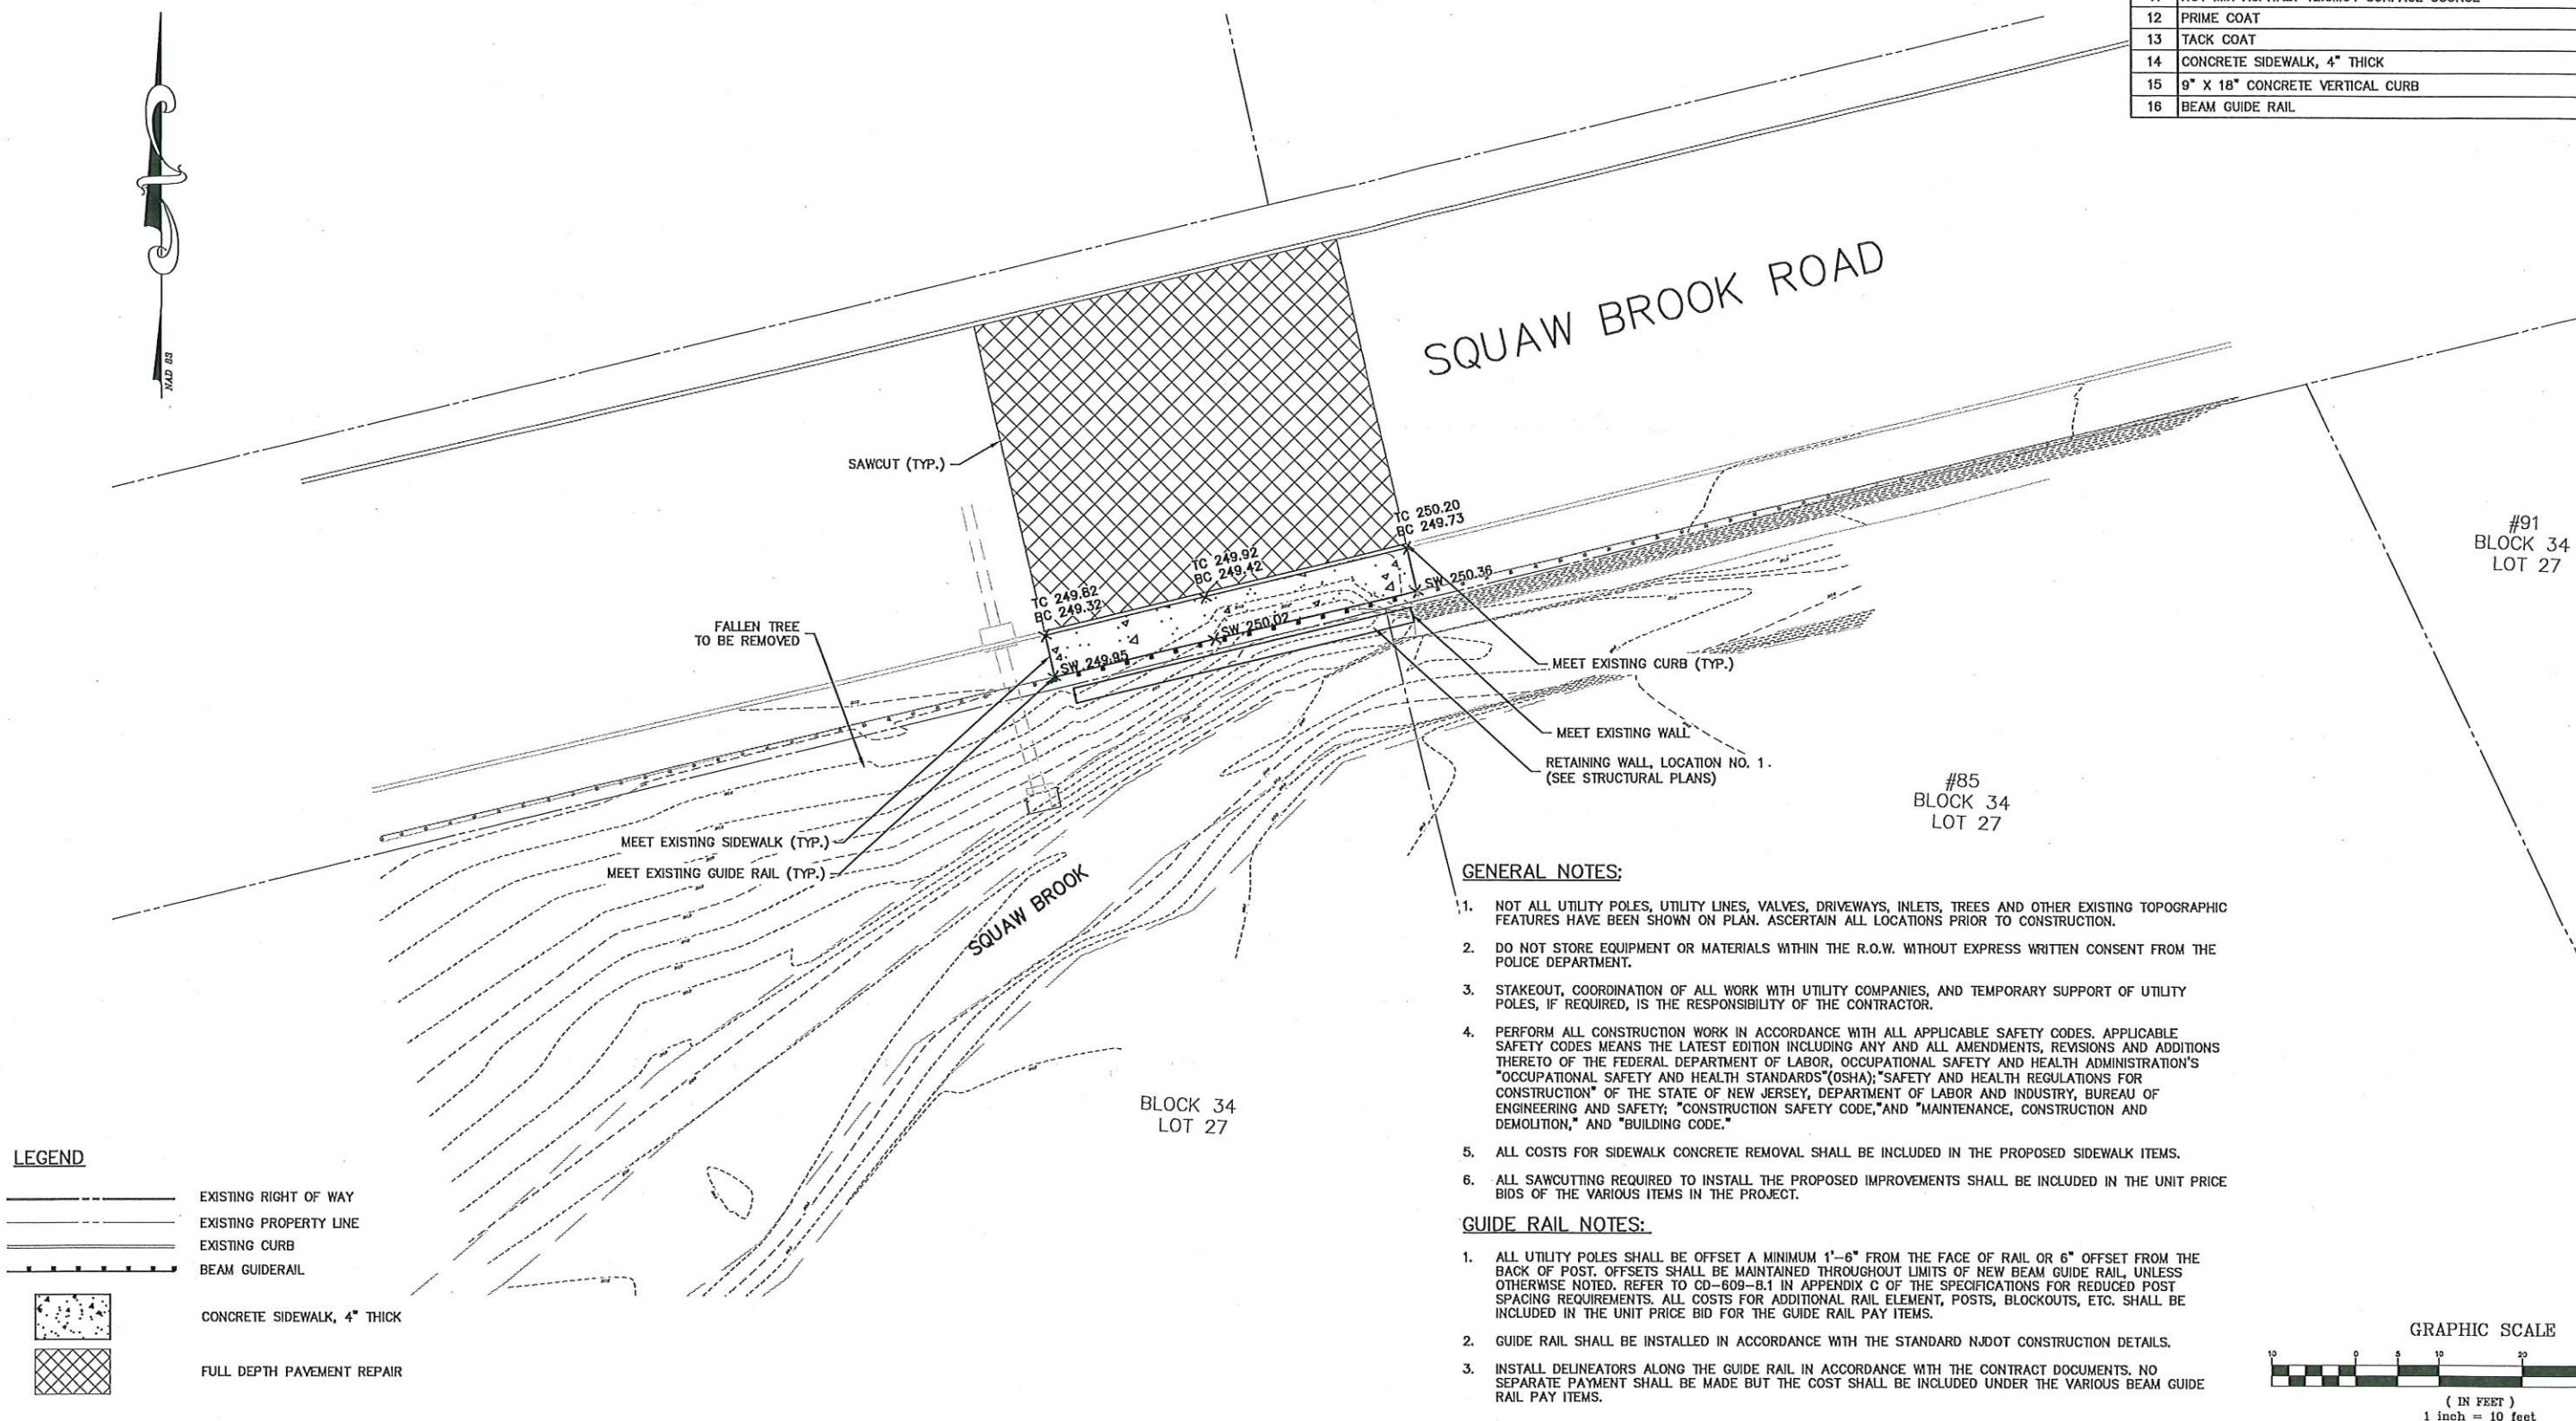 12 PRIME COAT
13 TACK COAT
14 CONCRETE SIDEWALK, 4" THICK
15 9" X 18" CONCRETE VERTICAL CURB
16 BEAM GUIDE RAIL
NAD 83
SQUAW BROOK ROAD
SAWCUT (TYP.)
TC 250.20
BC 249.73
TC 249.92
BC 249.42
TC 249.82
BC 249.32
SW 250.36
SW 250.02
SW 249.95
FALLEN TREE
TO BE REMOVED
MEET EXISTING CURB (TYP.)
MEET EXISTING WALL
RETAINING WALL, LOCATION NO. 1
(SEE STRUCTURAL PLANS)
MEET EXISTING SIDEWALK (TYP.)
MEET EXISTING GUIDE RAIL (TYP.)
SQUAW BROOK
#91
BLOCK 34
LOT 27
#85
BLOCK 34
LOT 27
BLOCK 34
LOT 27
GENERAL NOTES:
1. NOT ALL UTILITY POLES, UTILITY LINES, VALVES, DRIVEWAYS, INLETS, TREES AND OTHER EXISTING TOPOGRAPHIC
FEATURES HAVE BEEN SHOWN ON PLAN. ASCERTAIN ALL LOCATIONS PRIOR TO CONSTRUCTION.
2. DO NOT STORE EQUIPMENT OR MATERIALS WITHIN THE R.O.W. WITHOUT EXPRESS WRITTEN CONSENT FROM THE
POLICE DEPARTMENT.
3. STAKEOUT, COORDINATION OF ALL WORK WITH UTILITY COMPANIES, AND TEMPORARY SUPPORT OF UTILITY
POLES, IF REQUIRED, IS THE RESPONSIBILITY OF THE CONTRACTOR.
4. PERFORM ALL CONSTRUCTION WORK IN ACCORDANCE WITH ALL APPLICABLE SAFETY CODES. APPLICABLE
SAFETY CODES MEANS THE LATEST EDITION INCLUDING ANY AND ALL AMENDMENTS, REVISIONS AND ADDITIONS
THERETO OF THE FEDERAL DEPARTMENT OF LABOR, OCCUPATIONAL SAFETY AND HEALTH ADMINISTRATION'S
"OCCUPATIONAL SAFETY AND HEALTH STANDARDS"(OSHA);"SAFETY AND HEALTH REGULATIONS FOR
CONSTRUCTION" OF THE STATE OF NEW JERSEY, DEPARTMENT OF LABOR AND INDUSTRY, BUREAU OF
ENGINEERING AND SAFETY; "CONSTRUCTION SAFETY CODE,"AND "MAINTENANCE, CONSTRUCTION AND
DEMOLITION," AND "BUILDING CODE."
5. ALL COSTS FOR SIDEWALK CONCRETE REMOVAL SHALL BE INCLUDED IN THE PROPOSED SIDEWALK ITEMS.
6. ALL SAWCUTTING REQUIRED TO INSTALL THE PROPOSED IMPROVEMENTS SHALL BE INCLUDED IN THE UNIT PRICE
BIDS OF THE VARIOUS ITEMS IN THE PROJECT.
GUIDE RAIL NOTES:
1. ALL UTILITY POLES SHALL BE OFFSET A MINIMUM 1'-6" FROM THE FACE OF RAIL OR 6" OFFSET FROM THE
BACK OF POST. OFFSETS SHALL BE MAINTAINED THROUGHOUT LIMITS OF NEW BEAM GUIDE RAIL, UNLESS
OTHERWISE NOTED. REFER TO CD-609-8.1 IN APPENDIX C OF THE SPECIFICATIONS FOR REDUCED POST
SPACING REQUIREMENTS. ALL COSTS FOR ADDITIONAL RAIL ELEMENT, POSTS, BLOCKOUTS, ETC. SHALL BE
INCLUDED IN THE UNIT PRICE BID FOR THE GUIDE RAIL PAY ITEMS.
2. GUIDE RAIL SHALL BE INSTALLED IN ACCORDANCE WITH THE STANDARD NJDOT CONSTRUCTION DETAILS.
3. INSTALL DELINEATORS ALONG THE GUIDE RAIL IN ACCORDANCE WITH THE CONTRACT DOCUMENTS. NO
SEPARATE PAYMENT SHALL BE MADE BUT THE COST SHALL BE INCLUDED UNDER THE VARIOUS BEAM GUIDE
RAIL PAY ITEMS.
LEGEND
EXISTING RIGHT OF WAY
EXISTING PROPERTY LINE
EXISTING CURB
BEAM GUIDERAIL
CONCRETE SIDEWALK, 4" THICK
FULL DEPTH PAVEMENT REPAIR
GRAPHIC SCALE
10 0 5 10 20
( IN FEET )
1 inch = 10 feet